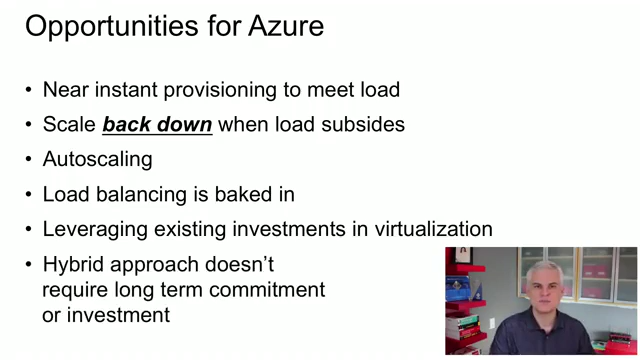 Opportunities for Azure
• Near instant provisioning to meet load
• Scale back down when load subsides
• Autoscaling
• Load balancing is baked in
• Leveraging existing investments in virtualization
• Hybrid approach doesn't
require long term commitment
or investment